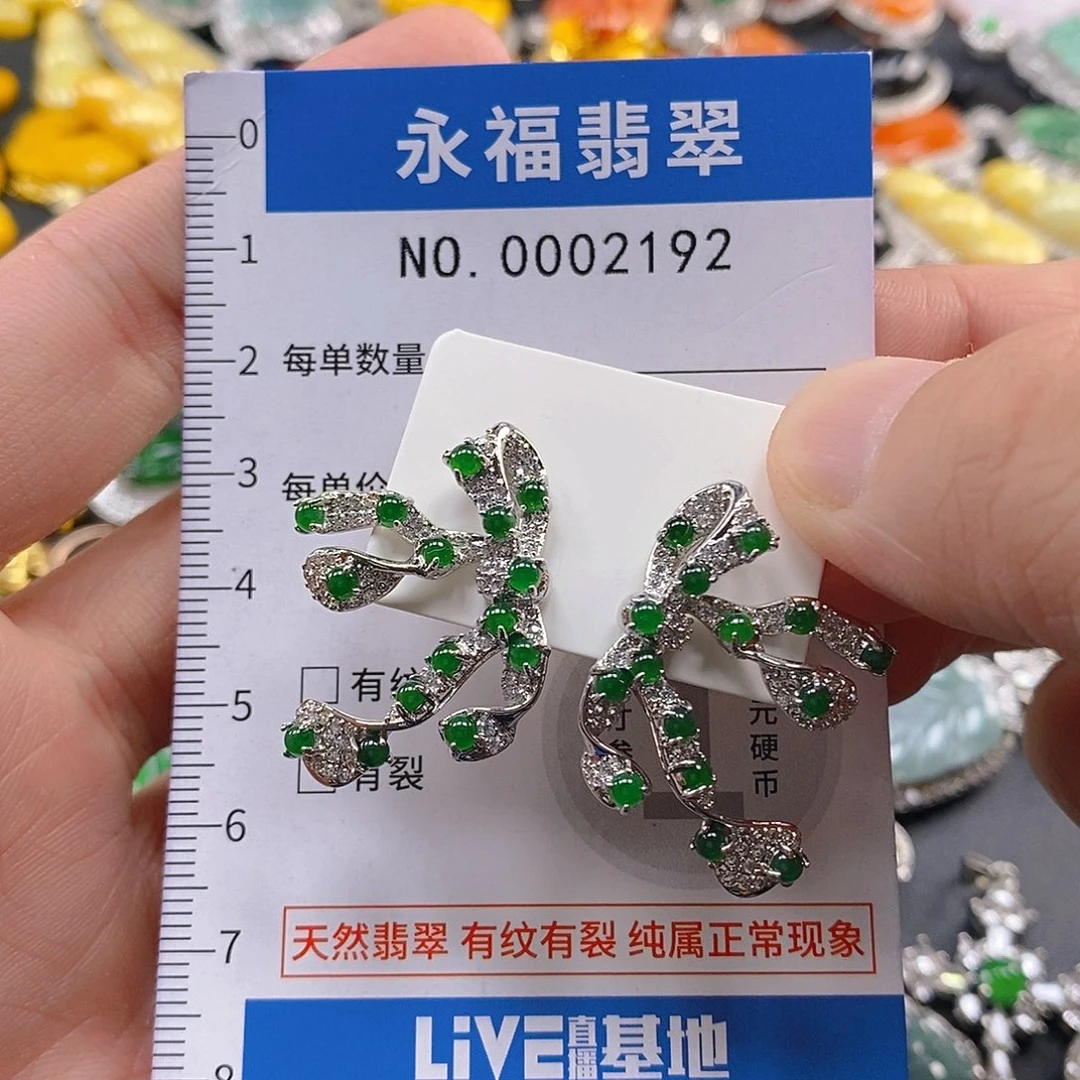 永福翡翠
0
NO. 0002192
1
2 每单数量
3 每单价
4
5 有纹
元硬币
有裂
6
7 天然翡翠 有纹有裂 纯属正常现象
LiVE直播基地